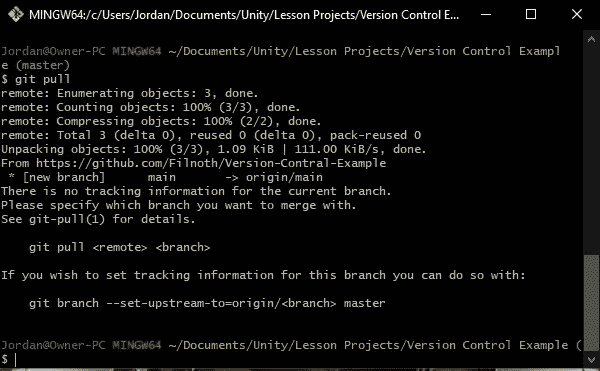 MINGW64:/c/Users/Jordan/Documents/Unity/Lesson Projects/Version Control E...
Jordan@Owner-PC MINGW64 ~/Documents/Unity/Lesson Projects/Version Control Exampl
e (master)
$ git pull
remote: Enumerating objects: 3, done.
remote: Counting objects: 100% (3/3), done.
remote: Compressing objects: 100% (2/2), done.
remote: Total 3 (delta 0), reused 0 (delta 0), pack-reused 0
Unpacking objects: 100% (3/3), 1.09 KiB | 111.00 KiB/s, done.
From https://github.com/Filnoth/Version-Contral-Example
 * [new branch]      main       -> origin/main
There is no tracking information for the current branch.
Please specify which branch you want to merge with.
See git-pull(1) for details.
    git pull <remote> <branch>
If you wish to set tracking information for this branch you can do so with:
    git branch --set-upstream-to=origin/<branch> master
Jordan@Owner-PC MINGW64 ~/Documents/Unity/Lesson Projects/Version Control Example (
$